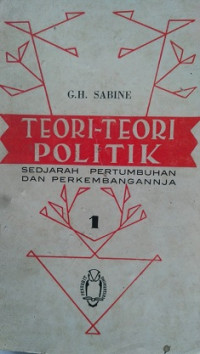 G.H. SABINE
TEORI-TEORI
POLITIK
SEDJARAH PERTUMBUHAN
DAN PERKEMBANGANNJA
1